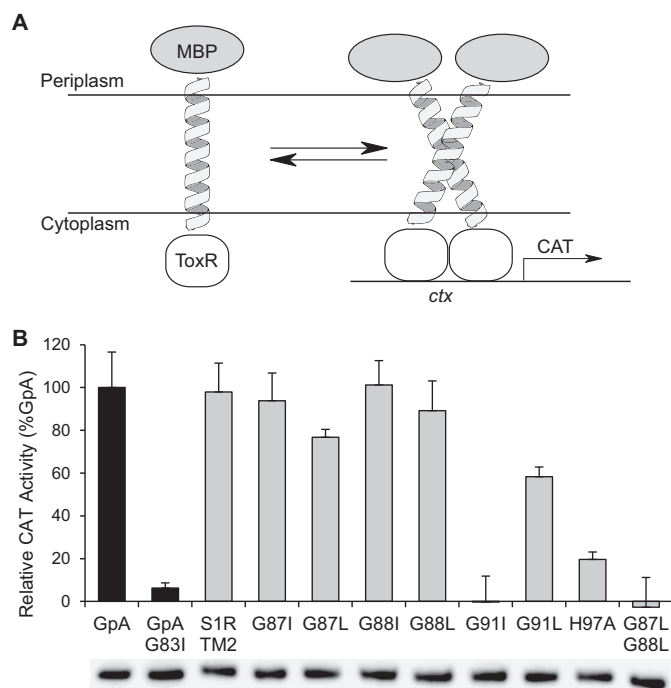 A
MBP
Periplasm
Cytoplasm
ToxR
CAT
ctx
B
Relative CAT Activity (%GpA)
120
100
80
60
40
20
0
GpA GpA S1R G87I G87L G88I G88L G91I G91L H97A G87L
G83I TM2 G88L